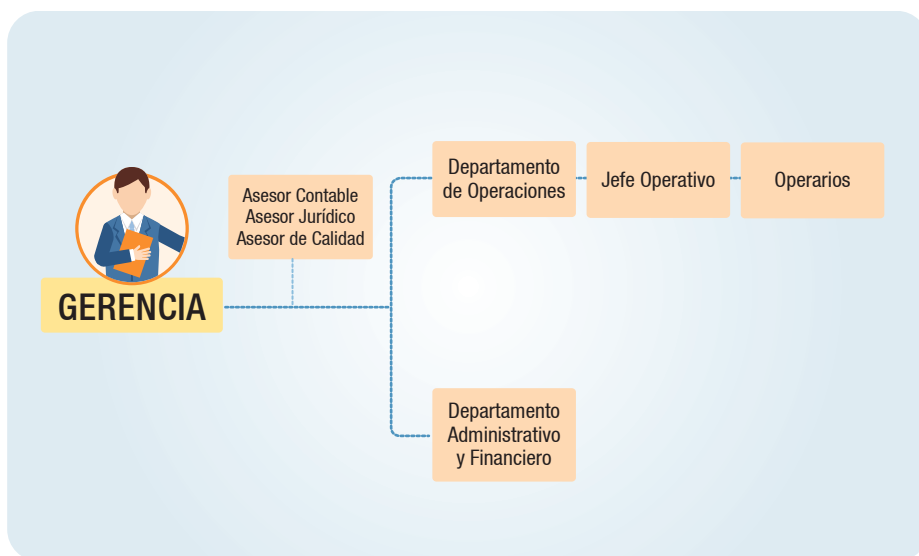 GERENCIA
Asesor Contable
Asesor Jurídico
Asesor de Calidad
Departamento
de Operaciones
Jefe Operativo
Operarios
Departamento
Administrativo
y Financiero